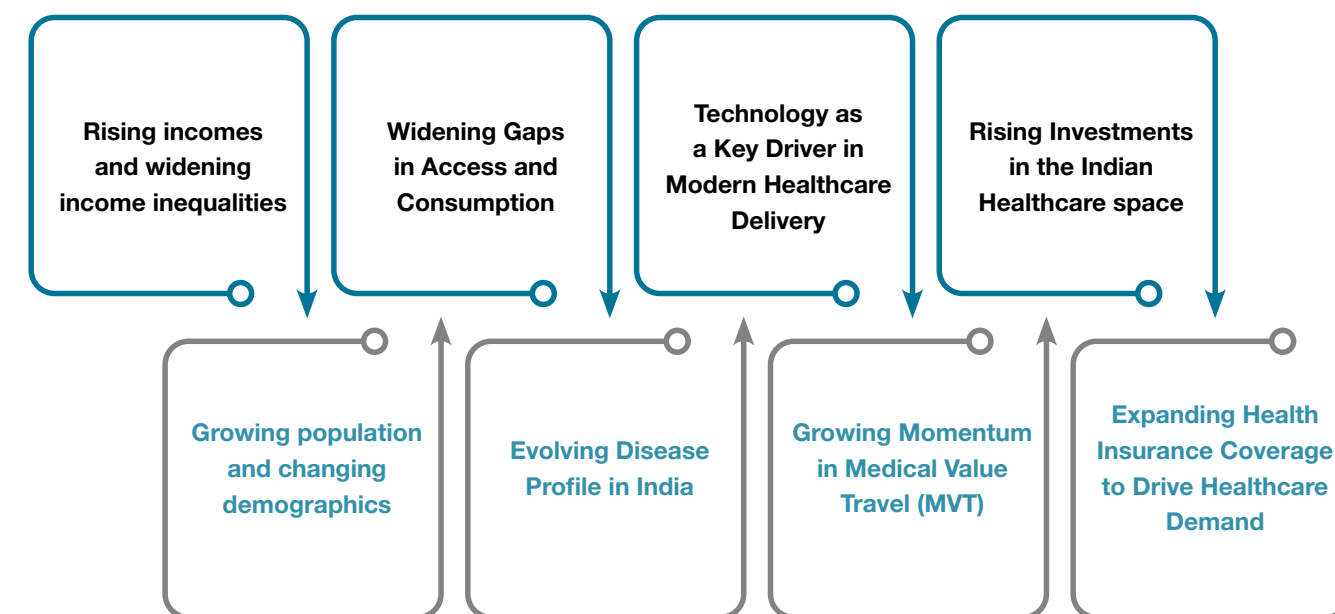 Rising incomes
and widening
income inequalities
Widening Gaps
in Access and
Consumption
Technology as
a Key Driver in
Modern Healthcare
Delivery
Rising Investments
in the Indian
Healthcare space
Growing population
and changing
demographics
Evolving Disease
Profile in India
Growing Momentum
in Medical Value
Travel (MVT)
Expanding Health
Insurance Coverage
to Drive Healthcare
Demand